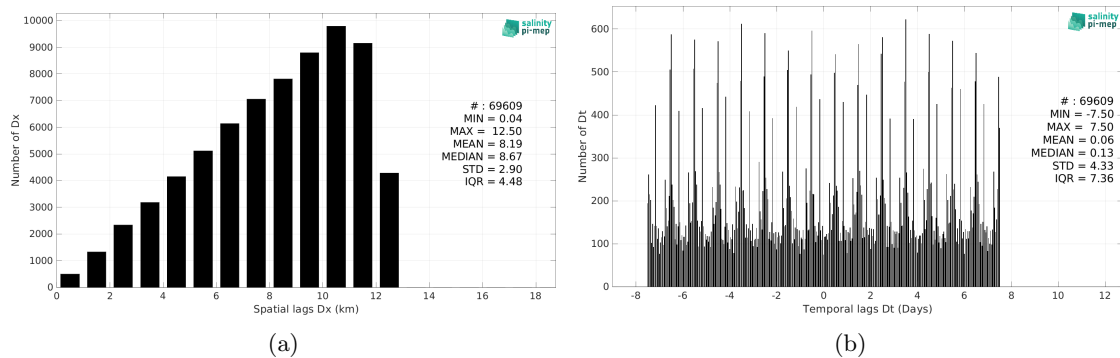 10000
9000
8000
7000
6000
5000
4000
3000
2000
1000
0
Number of Dx
0 2 4 6 8 10 12 14 16 18
Spatial lags Dx (km)
salinity
pi-mep
# : 69609
MIN = 0.04
MAX = 12.50
MEAN = 8.19
MEDIAN = 8.67
STD = 2.90
IQR = 4.48
(a)
600
500
400
300
200
100
0
Number of Dt
-8 -6 -4 -2 0 2 4 6 8 10 12
Temporal lags Dt (Days)
salinity
pi-mep
# : 69609
MIN = -7.50
MAX = 7.50
MEAN = 0.06
MEDIAN = 0.13
STD = 4.33
IQR = 7.36
(b)